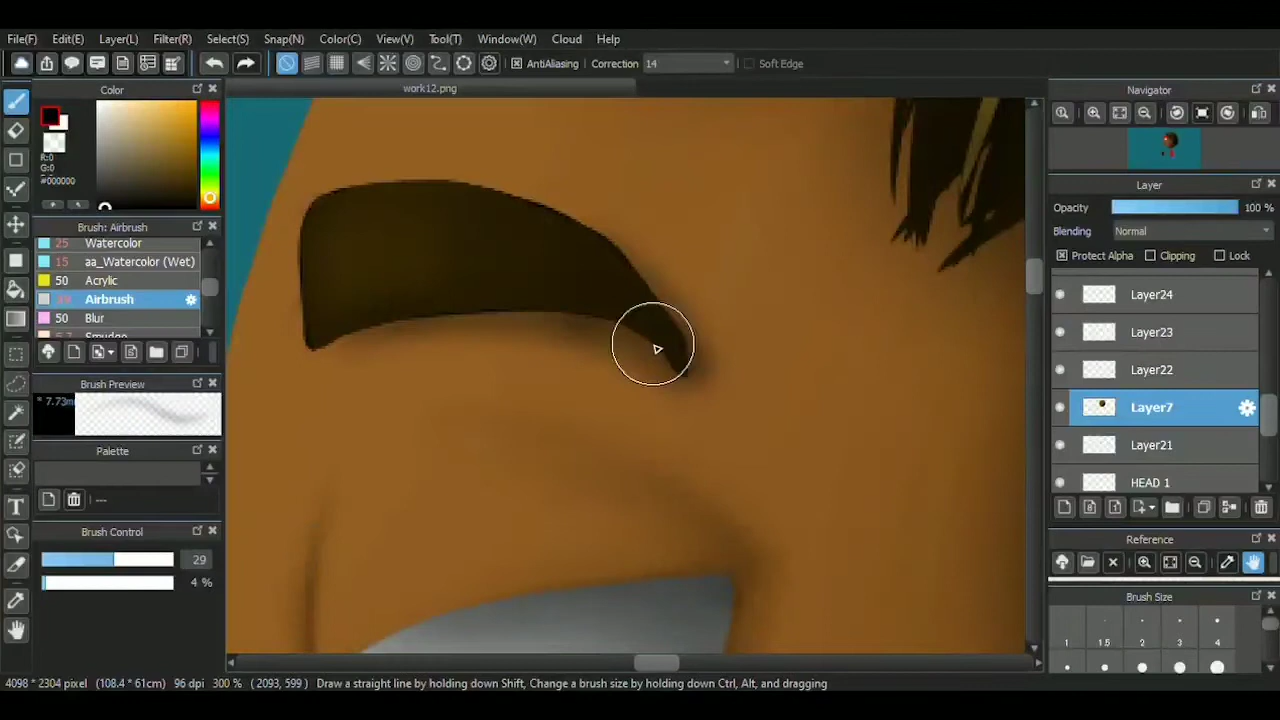 File(F) Edit(E) Layer(L) Filter(R) Select(S) Snap(N) Color(C) View(V) Tool(T) Window(W) Cloud Help
AntiAliasing Correction 14 Soft Edge
Color
work12.png
Navigator
R:0
G:0
#000000
Layer
Opacity 100 %
Blending Normal
Protect Alpha Clipping Lock
Brush: Airbrush
25 Watercolor
15 aa_Watercolor (Wet)
50 Acrylic
Airbrush
50 Blur
Smudge
Layer24
Layer23
Layer22
Layer7
Layer21
HEAD 1
Brush Preview
Palette
---
Brush Control
29
4 %
Reference
Brush Size
1 1.5 2 3 4
4098 * 2304 pixel (108.4 * 61cm) 96 dpi 300 % ( 2093, 599 ) Draw a straight line by holding down Shift, Change a brush size by holding down Ctrl, Alt, and dragging